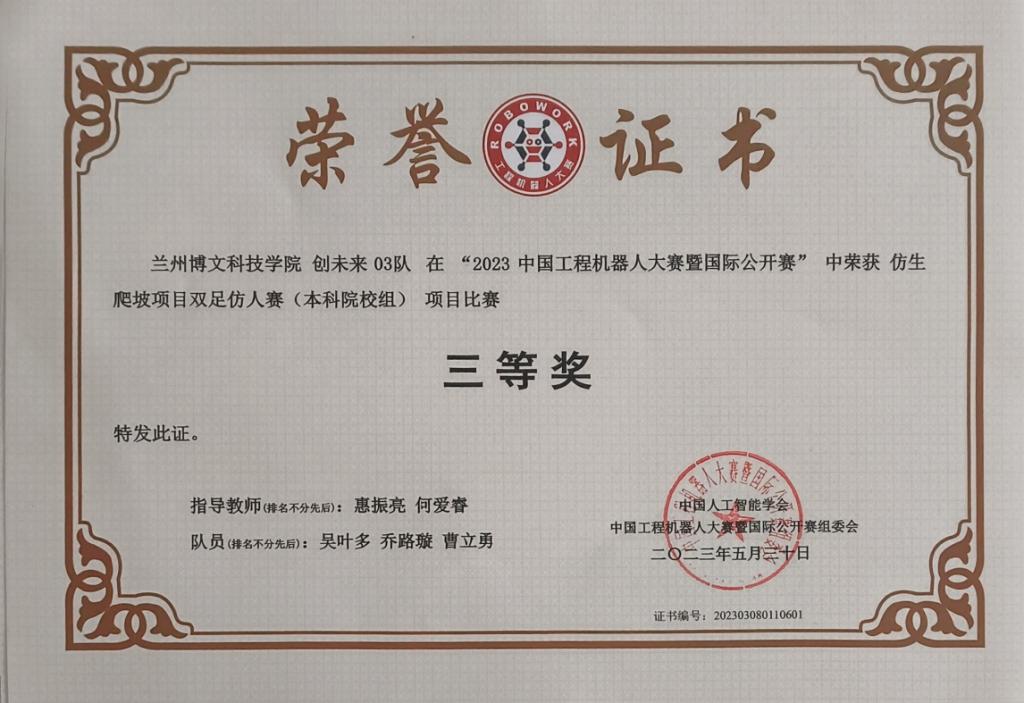 荣誉证书
ROBOWORK
工程机器人大赛
兰州博文科技学院 创未来 03队 在 “2023 中国工程机器人大赛暨国际公开赛” 中荣获 仿生
爬坡项目双足仿人赛（本科院校组） 项目比赛
三等奖
特发此证。
指导教师(排名不分先后)：惠振亮 何爱睿
队员(排名不分先后)：吴叶多 乔路璇 曹立勇
中国人工智能学会
中国工程机器人大赛暨国际公开赛组委会
二〇二三年五月二十日
证书编号：202303080110601